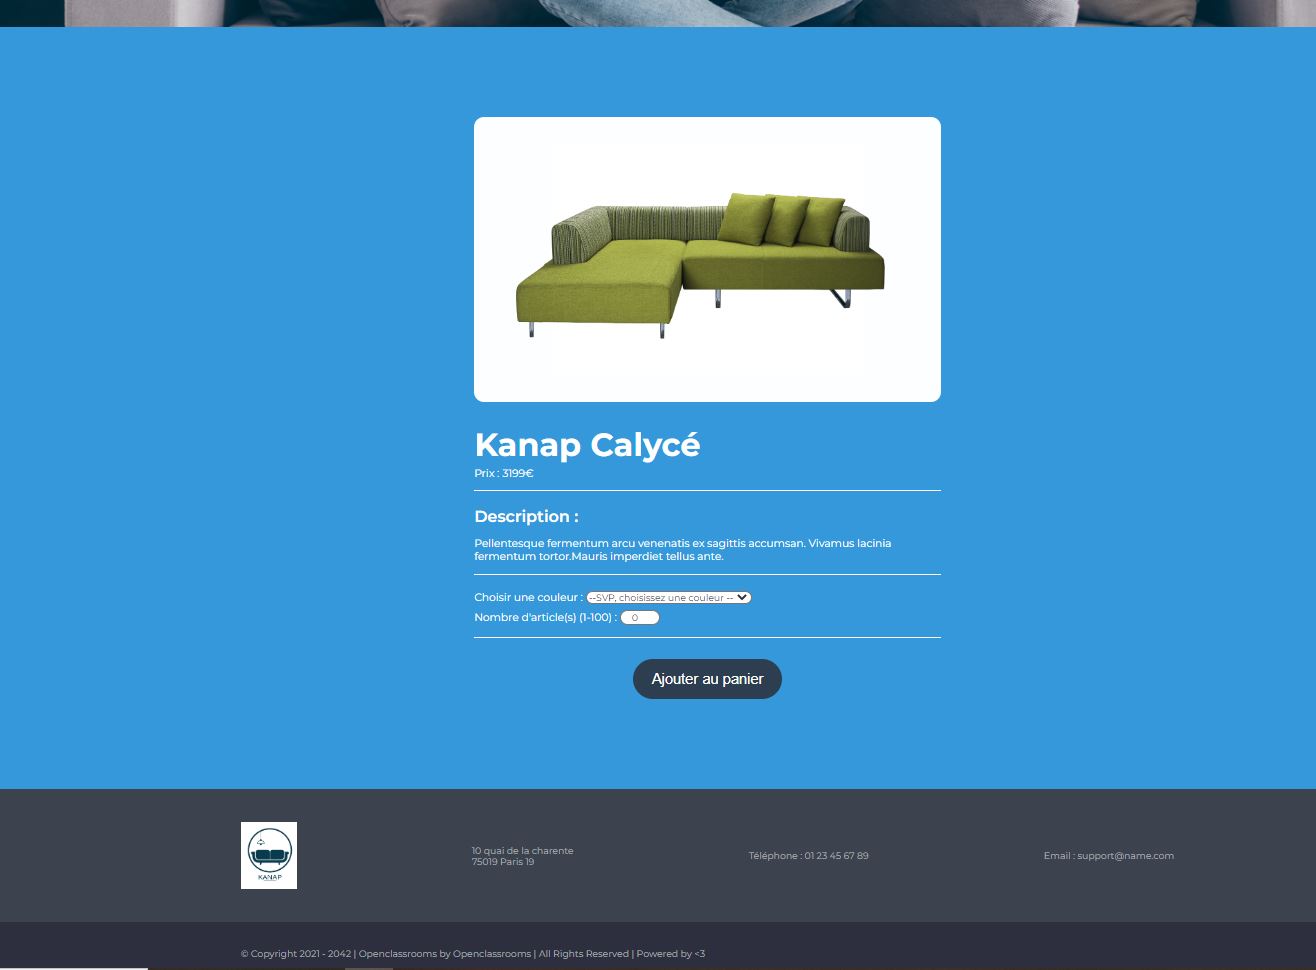 Kanap Calycé
Prix : 3199€
Description :
Pellentesque fermentum arcu venenatis ex sagittis accumsan. Vivamus lacinia
fermentum tortor.Mauris imperdiet tellus ante.
Choisir une couleur : --SVP, choisissez une couleur --
Nombre d'article(s) (1-100) : 0
Ajouter au panier
KANAP
10 quai de la charente
75019 Paris 19
Téléphone : 01 23 45 67 89
Email : support@name.com
© Copyright 2021 - 2042 | Openclassrooms by Openclassrooms | All Rights Reserved | Powered by <3